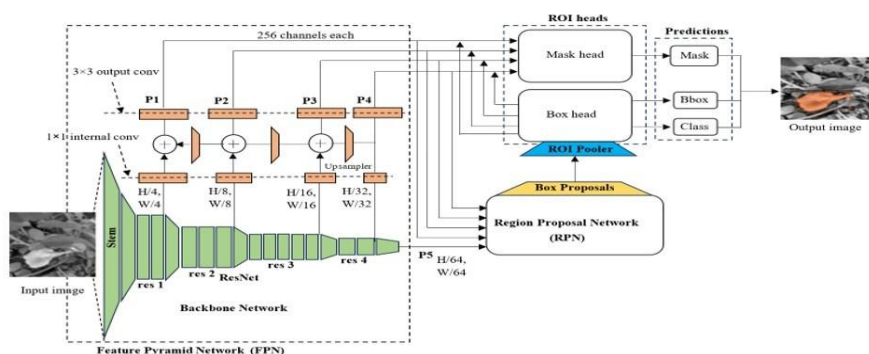 ROI heads
256 channels each
Predictions
3×3 output conv
P1
P2
P3
P4
Mask head
Mask
Box head
Bbox
Class
Output image
1×1 internal conv
ROI Pooler
Upsampler
H/4,
W/4
H/8,
W/8
H/16,
W/16
H/32,
W/32
Box Proposals
Region Proposal Network
(RPN)
Stem
res 1
res 2
ResNet
res 3
res 4
P5
H/64,
W/64
Input image
Backbone Network
Feature Pyramid Network (FPN)